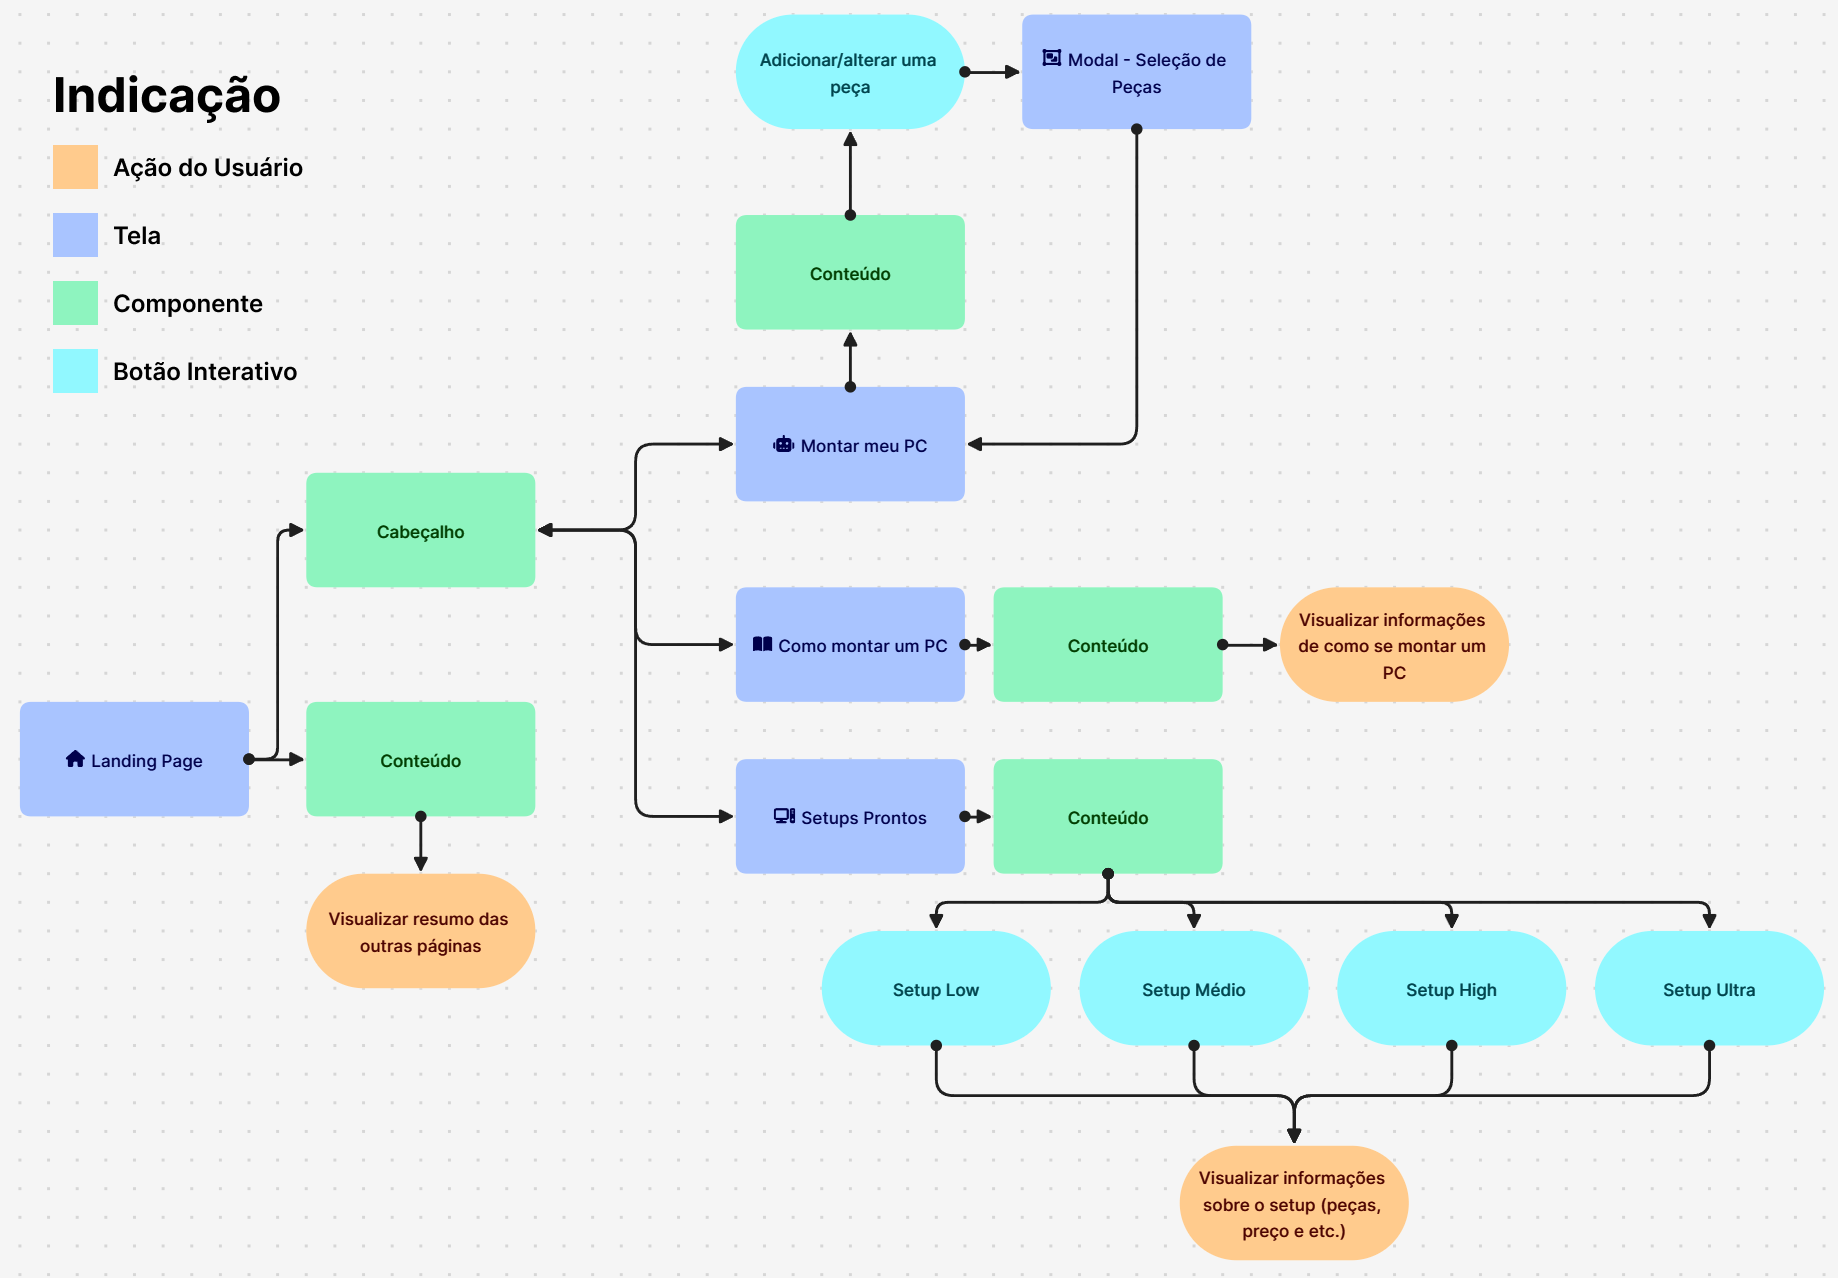 Indicação
Ação do Usuário
Tela
Componente
Botão Interativo
Adicionar/alterar uma
peça
Modal - Seleção de
Peças
Conteúdo
Montar meu PC
Cabeçalho
Como montar um PC
Conteúdo
Visualizar informações
de como se montar um
PC
Landing Page
Conteúdo
Setups Prontos
Conteúdo
Visualizar resumo das
outras páginas
Setup Low
Setup Médio
Setup High
Setup Ultra
Visualizar informações
sobre o setup (peças,
preço e etc.)